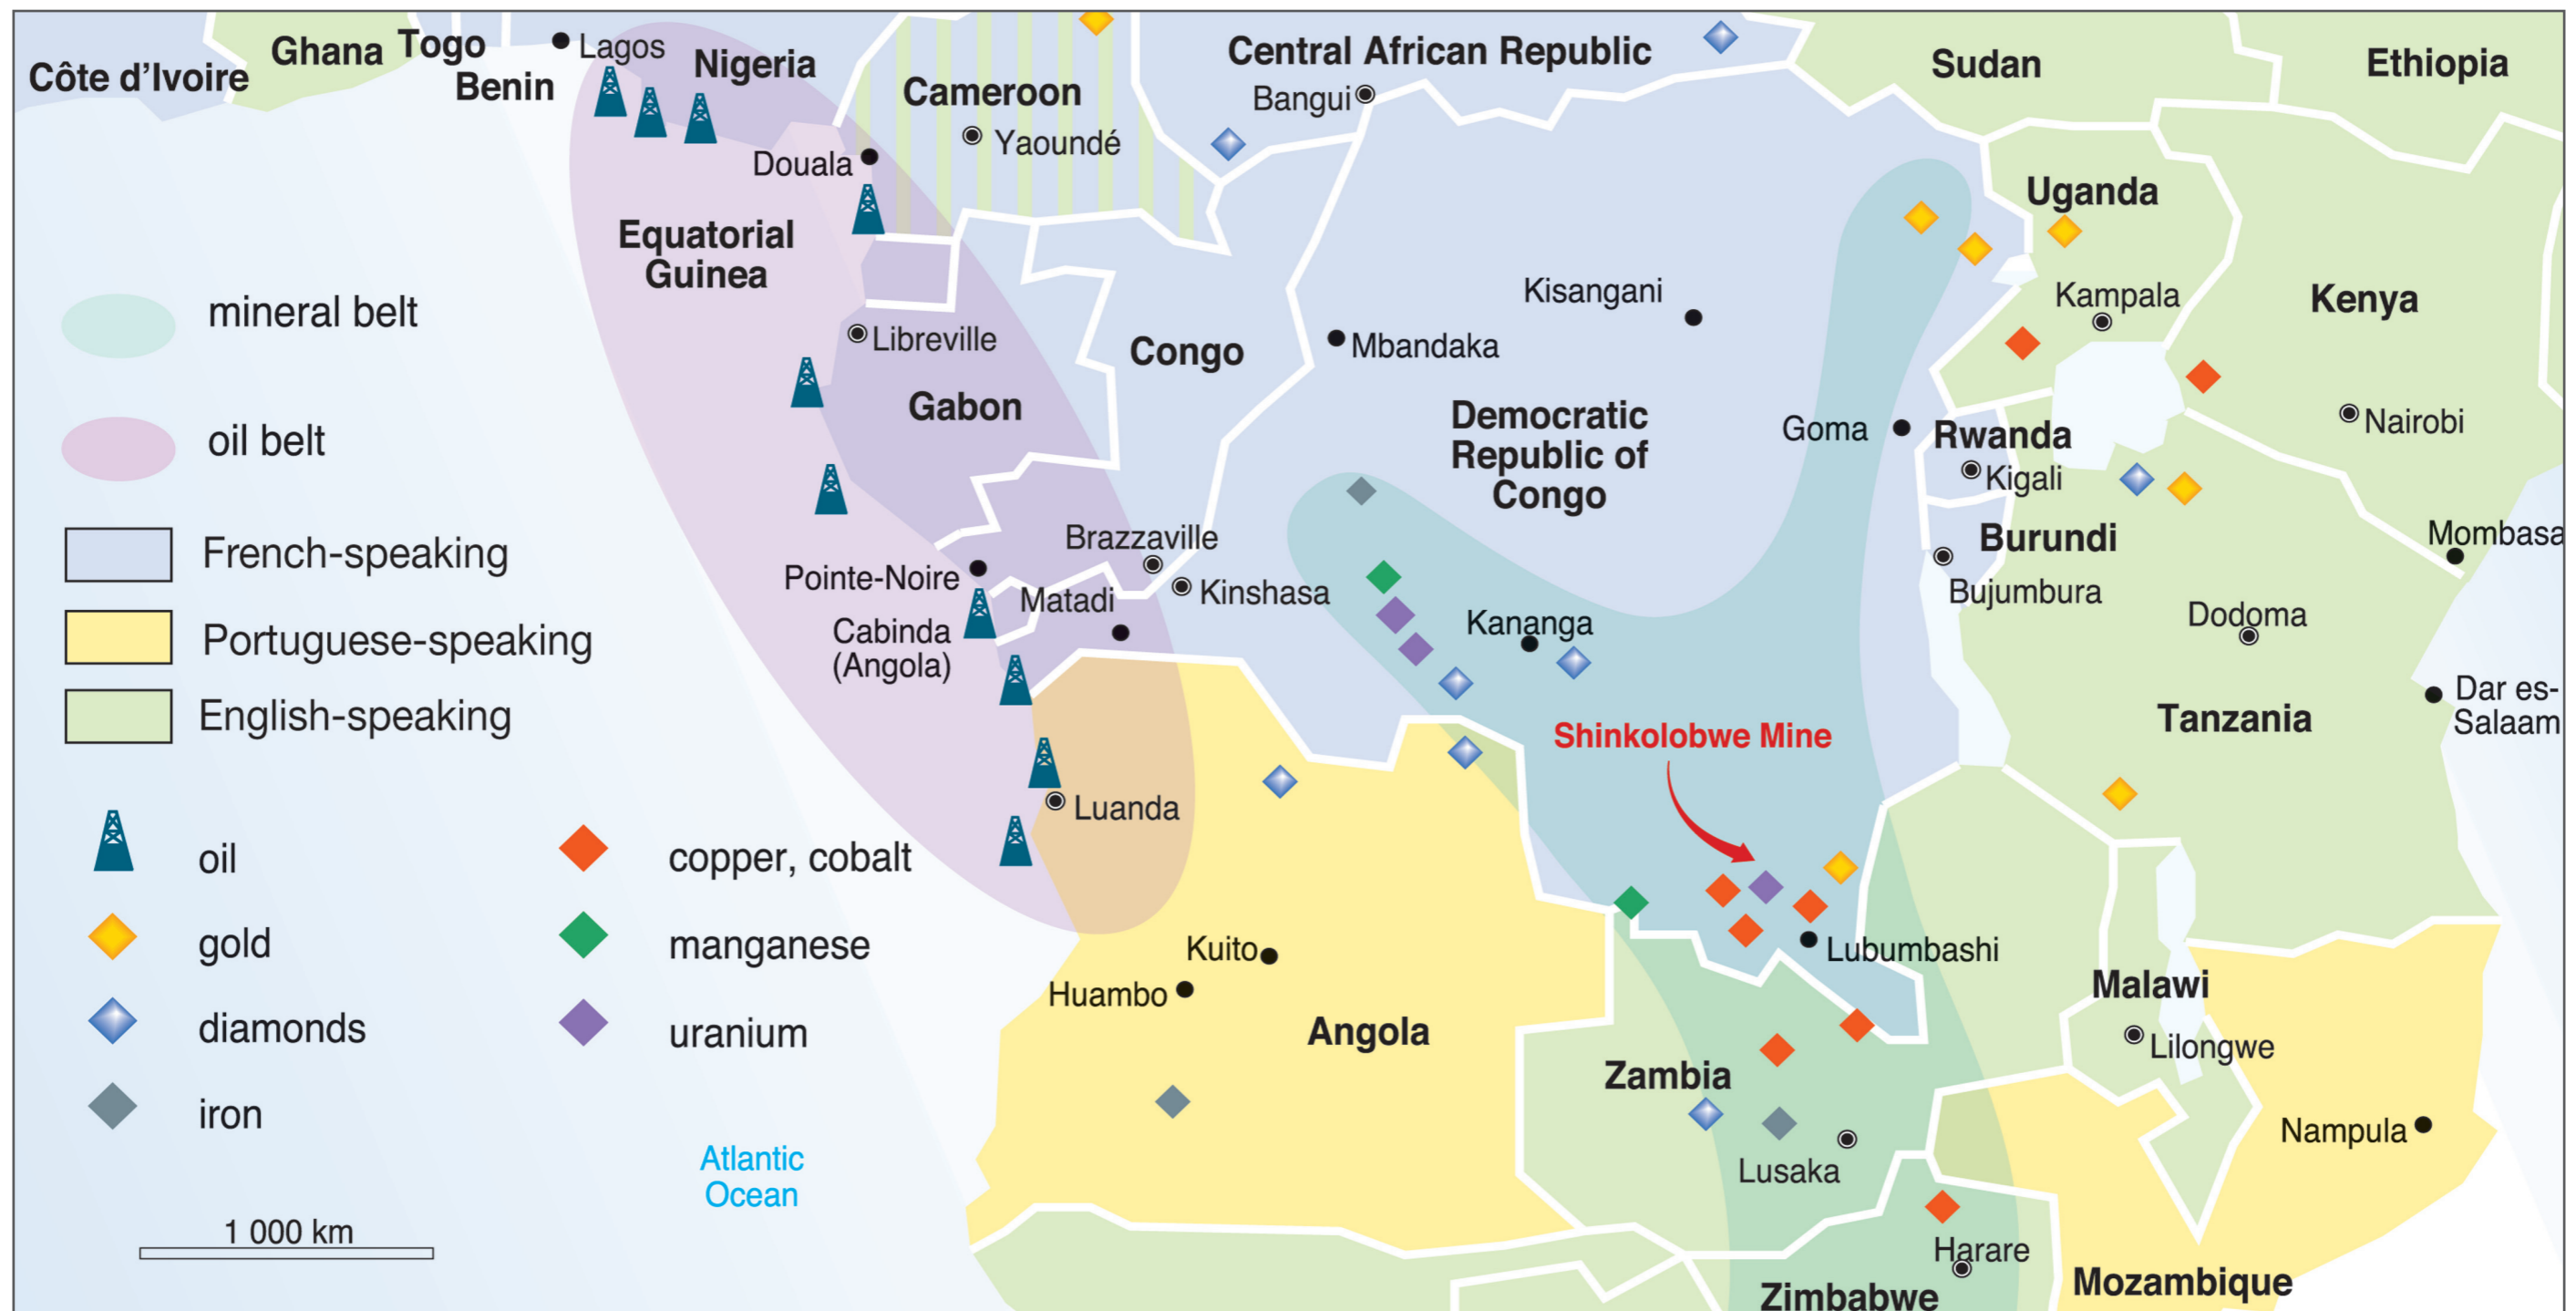 Côte d’Ivoire
Ghana
Togo
Benin
Lagos
Nigeria
Cameroon
Yaoundé
Douala
Central African Republic
Bangui
Sudan
Ethiopia
Uganda
Kampala
Kenya
Nairobi
Mombasa
Equatorial
Guinea
Libreville
Gabon
Congo
Mbandaka
Kisangani
Democratic
Republic of
Congo
Goma
Rwanda
Kigali
Burundi
Bujumbura
Dodoma
Dar es-
Salaam
Tanzania
Brazzaville
Pointe-Noire
Matadi
Kinshasa
Cabinda
(Angola)
Kananga
Shinkolobwe Mine
Luanda
Lubumbashi
Kuito
Huambo
Angola
Zambia
Lusaka
Malawi
Lilongwe
Nampula
Harare
Zimbabwe
Mozambique
mineral belt
oil belt
French-speaking
Portuguese-speaking
English-speaking
oil
gold
diamonds
iron
copper, cobalt
manganese
uranium
Atlantic
Ocean
1 000 km